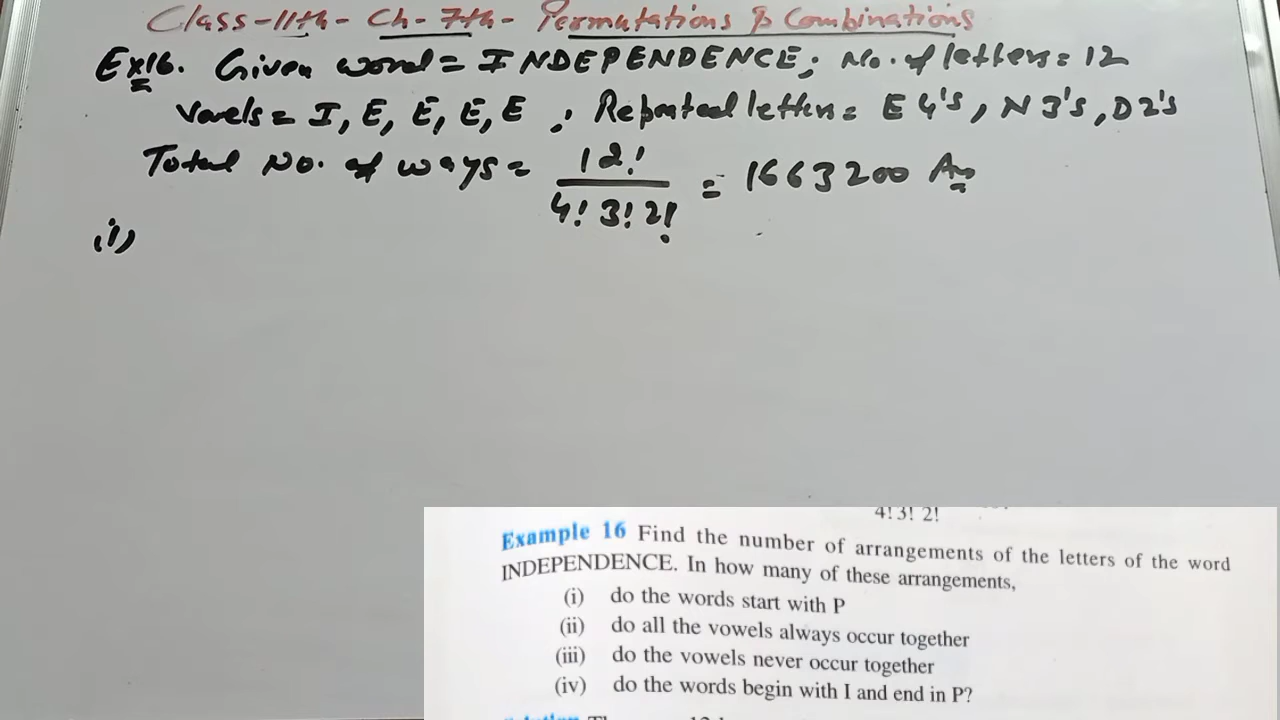 Class-11th- Ch- 7th- Permutations & Combinations
Ex16. Given word = INDEPENDENCE; No. of letters = 12
Vowels = I, E, E, E, E ; Repeated letters = E 4's, N 3's, D 2's
Total No. of ways = 12! / 4! 3! 2! = 1663200 Ans
(i)
4! 3! 2!
Example 16 Find the number of arrangements of the letters of the word
INDEPENDENCE. In how many of these arrangements,
(i) do the words start with P
(ii) do all the vowels always occur together
(iii) do the vowels never occur together
(iv) do the words begin with I and end in P?